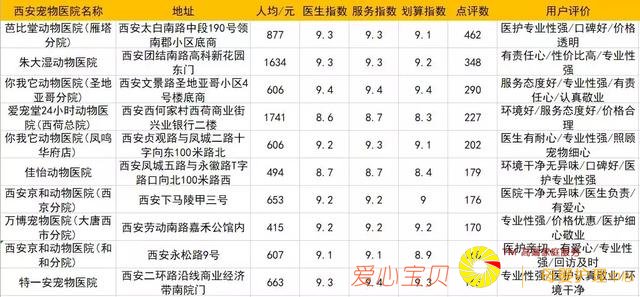 西安宠物医院名称 地址 人均/元 医生指数 服务指数 划算指数 点评数 用户评价
芭比堂动物医院(雁塔分院) 西安太白南路中段190号领南郡小区底商 877 9.3 9.3 9.1 462 医护专业性强/口碑好/价格透明
朱大湿动物医院 西安团结南路高科新花园东门 1634 9.3 9.3 9.2 348 有责任心/性价比高/专业性强
你我它动物医院(圣地亚哥分院) 西安文景路圣地亚哥小区4号楼底商 606 9.4 9.4 9.4 290 服务态度好/专业性强/有责任心/认真敬业
爱宠堂24小时动物医院(西荷总院) 西安西何家村西荷商业街兴业银行二楼 1741 8.6 8.7 8.3 227 环境好/服务态度好/价格合理
你我它动物医院(凤鸣华府店) 西安贞观路与凤城二路十字向东100米路北 606 9.2 9.3 9.1 202 医生有耐心/专业性强/照顾宠物细心
佳怡动物医院 西安凤城五路与永徽路T字路口向北100米路西 494 8.7 8.7 8.4 179 环境干净无异味/口碑好/医护专业性强
西安京和动物医院(西京分院) 西安下马陵甲三号 653 9.2 9.2 9 176 医院干净无异味/医生负责/有爱心
万博宠物医院(大唐西市分院) 西安劳动南路嘉禾公馆内 415 9.2 9.2 9.4 170 专业性强/价格优惠/医护细心敬业
西安京和动物医院(和和分院) 西安永松路9号 607 9.1 9.1 8.9 医护亲切、有爱心/专业性强/回访及时
特一安宠物医院 西安二环路沿线商业经济带南院门 663 9.3 9.4 9.3 专业性强/医护认真敬业/环境干净
爱心宝贝